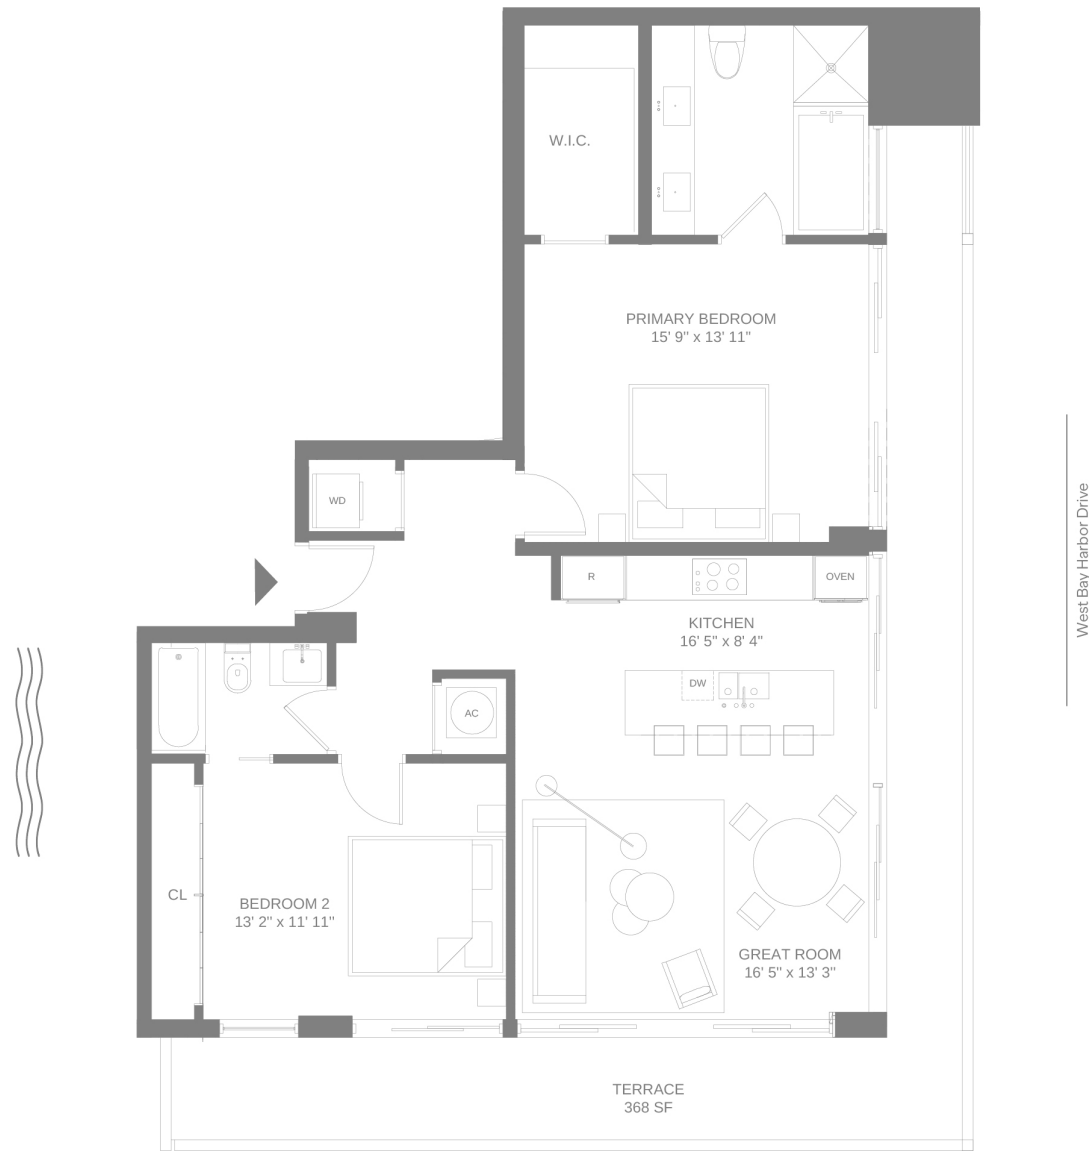 W.I.C.
PRIMARY BEDROOM
15' 9" x 13' 11"
WD
R
OVEN
KITCHEN
16' 5" x 8' 4"
DW
AC
CL
BEDROOM 2
13' 2" x 11' 11"
GREAT ROOM
16' 5" x 13' 3"
TERRACE
368 SF
West Bay Harbor Drive